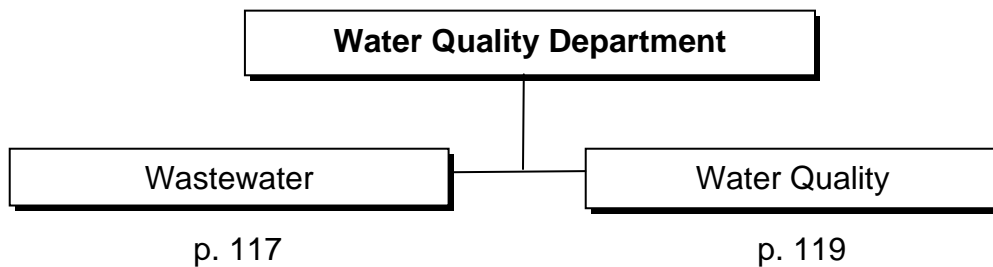 Water Quality Department
Wastewater
Water Quality
p. 117
p. 119